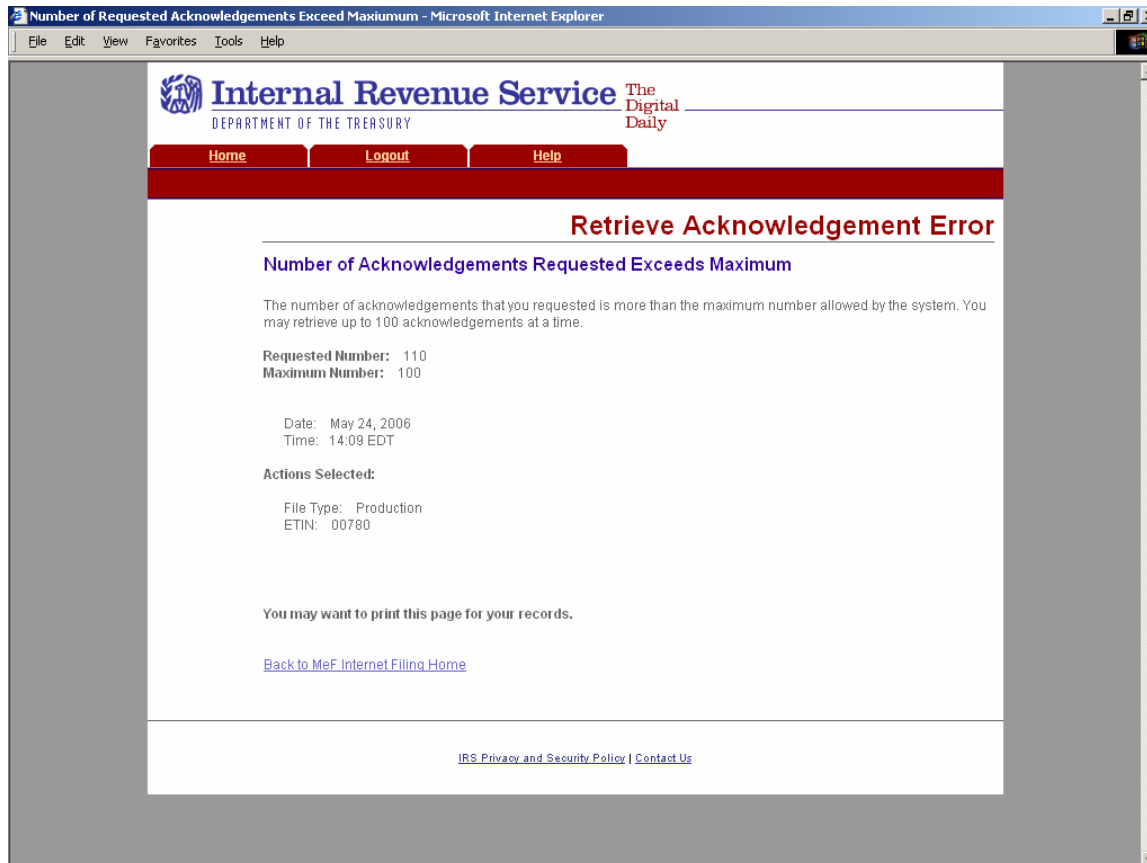 Number of Requested Acknowledgements Exceed Maxiumum - Microsoft Internet Explorer
File Edit View Favorites Tools Help
Internal Revenue Service
DEPARTMENT OF THE TREASURY
The
Digital
Daily
Home Logout Help
Retrieve Acknowledgement Error
Number of Acknowledgements Requested Exceeds Maximum
The number of acknowledgements that you requested is more than the maximum number allowed by the system. You
may retrieve up to 100 acknowledgements at a time.
Requested Number: 110
Maximum Number: 100
Date: May 24, 2006
Time: 14:09 EDT
Actions Selected:
File Type: Production
ETIN: 00780
You may want to print this page for your records.
Back to MeF Internet Filing Home
IRS Privacy and Security Policy | Contact Us